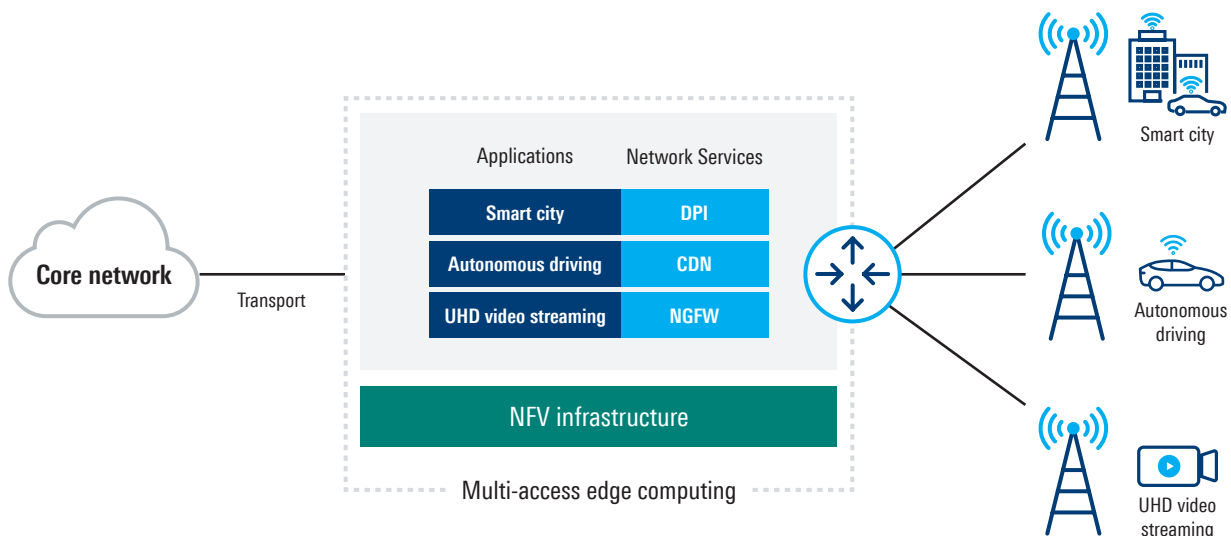 Smart city
Applications
Network Services
Smart city
DPI
Core network
Autonomous driving
CDN
Transport
UHD video streaming
NGFW
Autonomous
driving
NFV infrastructure
Multi-access edge computing
UHD video
streaming